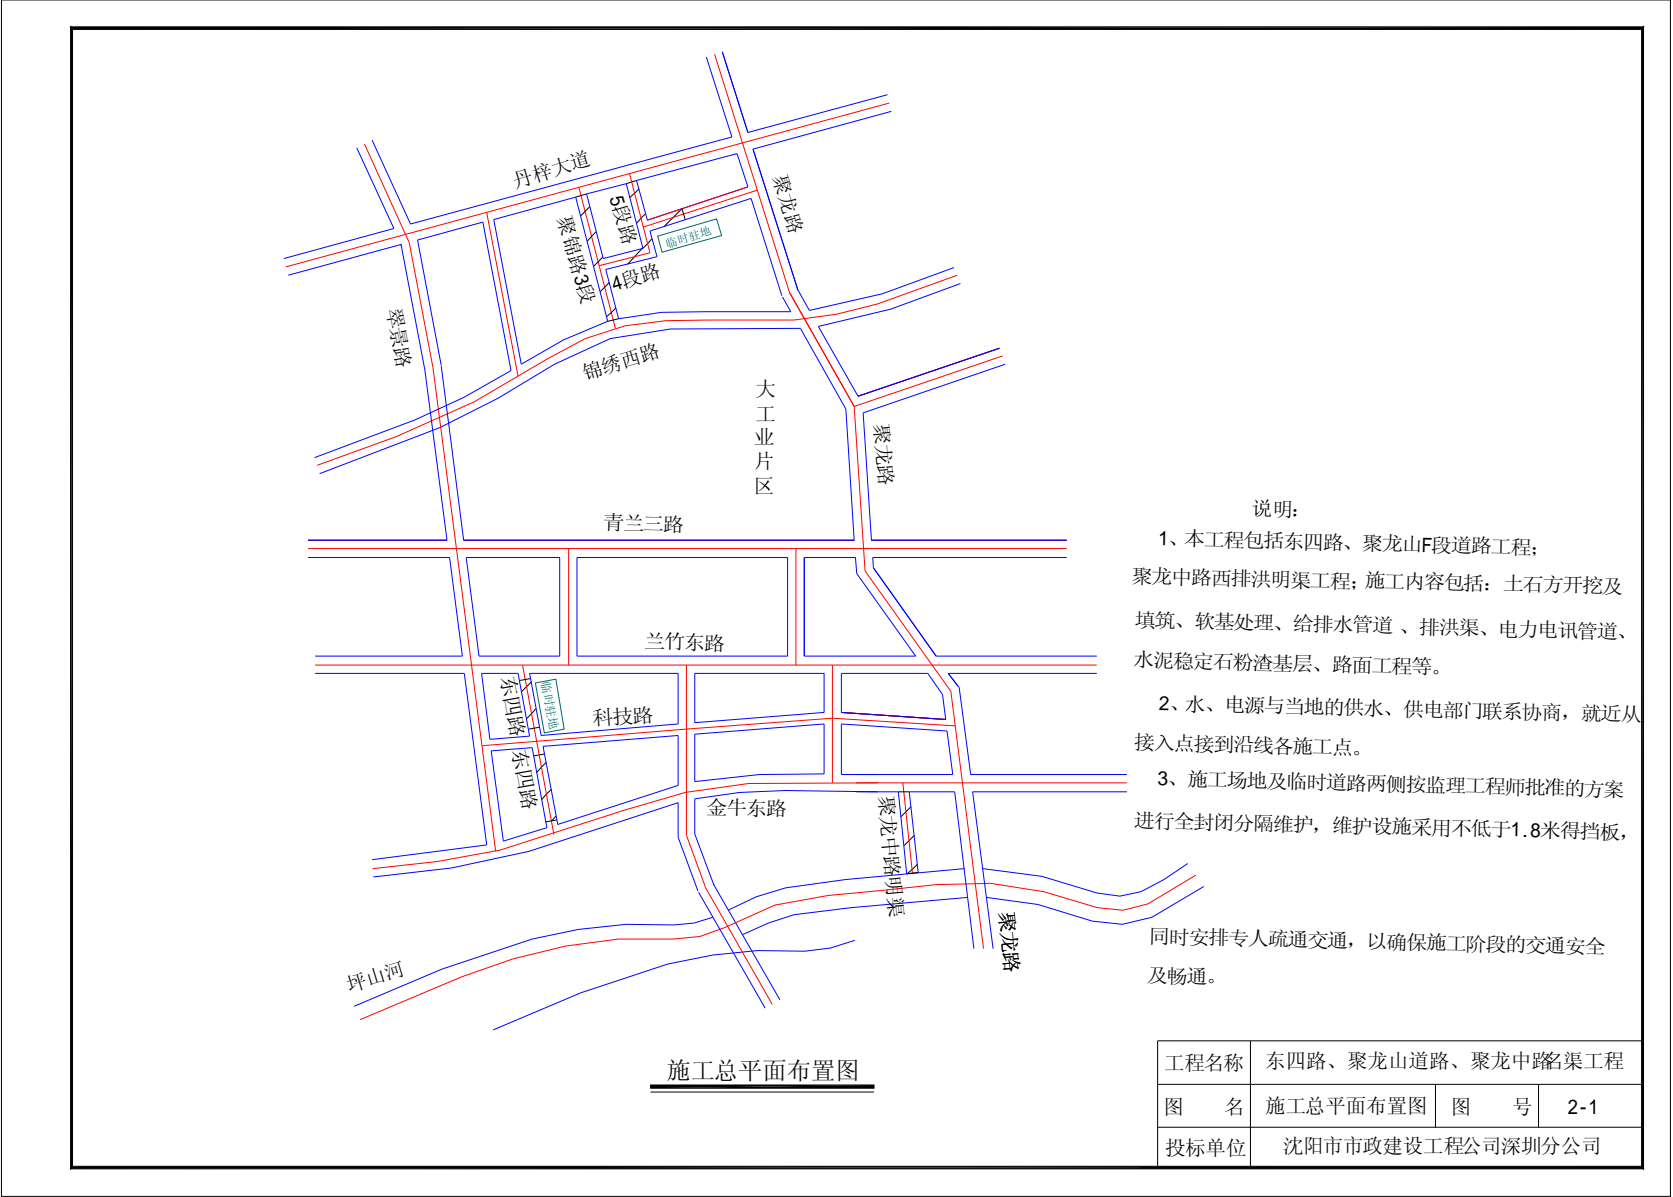 丹梓大道
聚龙路
5段路
聚锦路3段
临时驻地
4段路
翠景路
锦绣西路
大工业片区
聚龙路
青兰三路
兰竹东路
东四路
临时驻地
科技路
东四路
金牛东路
聚龙中路明渠
聚龙路
坪山河
说明:
1、本工程包括东四路、聚龙山F段道路工程;
聚龙中路西排洪明渠工程; 施工内容包括: 土石方开挖及
填筑、软基处理、给排水管道 、排洪渠、电力电讯管道、
水泥稳定石粉渣基层、路面工程等。
2、水、电源与当地的供水、供电部门联系协商, 就近从
接入点接到沿线各施工点。
3、施工场地及临时道路两侧按监理工程师批准的方案
进行全封闭分隔维护, 维护设施采用不低于1.8米得挡板,
同时安排专人疏通交通, 以确保施工阶段的交通安全
及畅通。
施工总平面布置图
工程名称 东四路、聚龙山道路、聚龙中路名渠工程
图 名 施工总平面布置图 图 号 2-1
投标单位 沈阳市市政建设工程公司深圳分公司